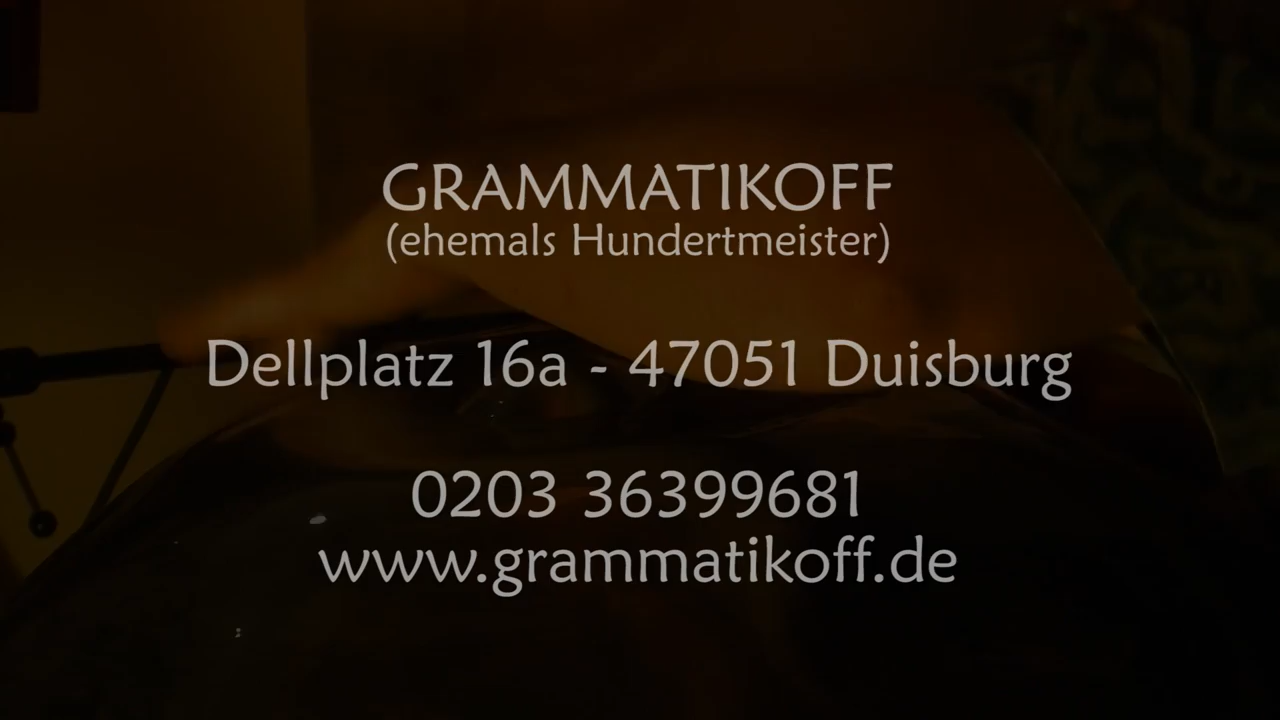 GRAMMATIKOFF
(ehemals Hundertmeister)
Dellplatz 16a - 47051 Duisburg
0203 36399681
www.grammatikoff.de